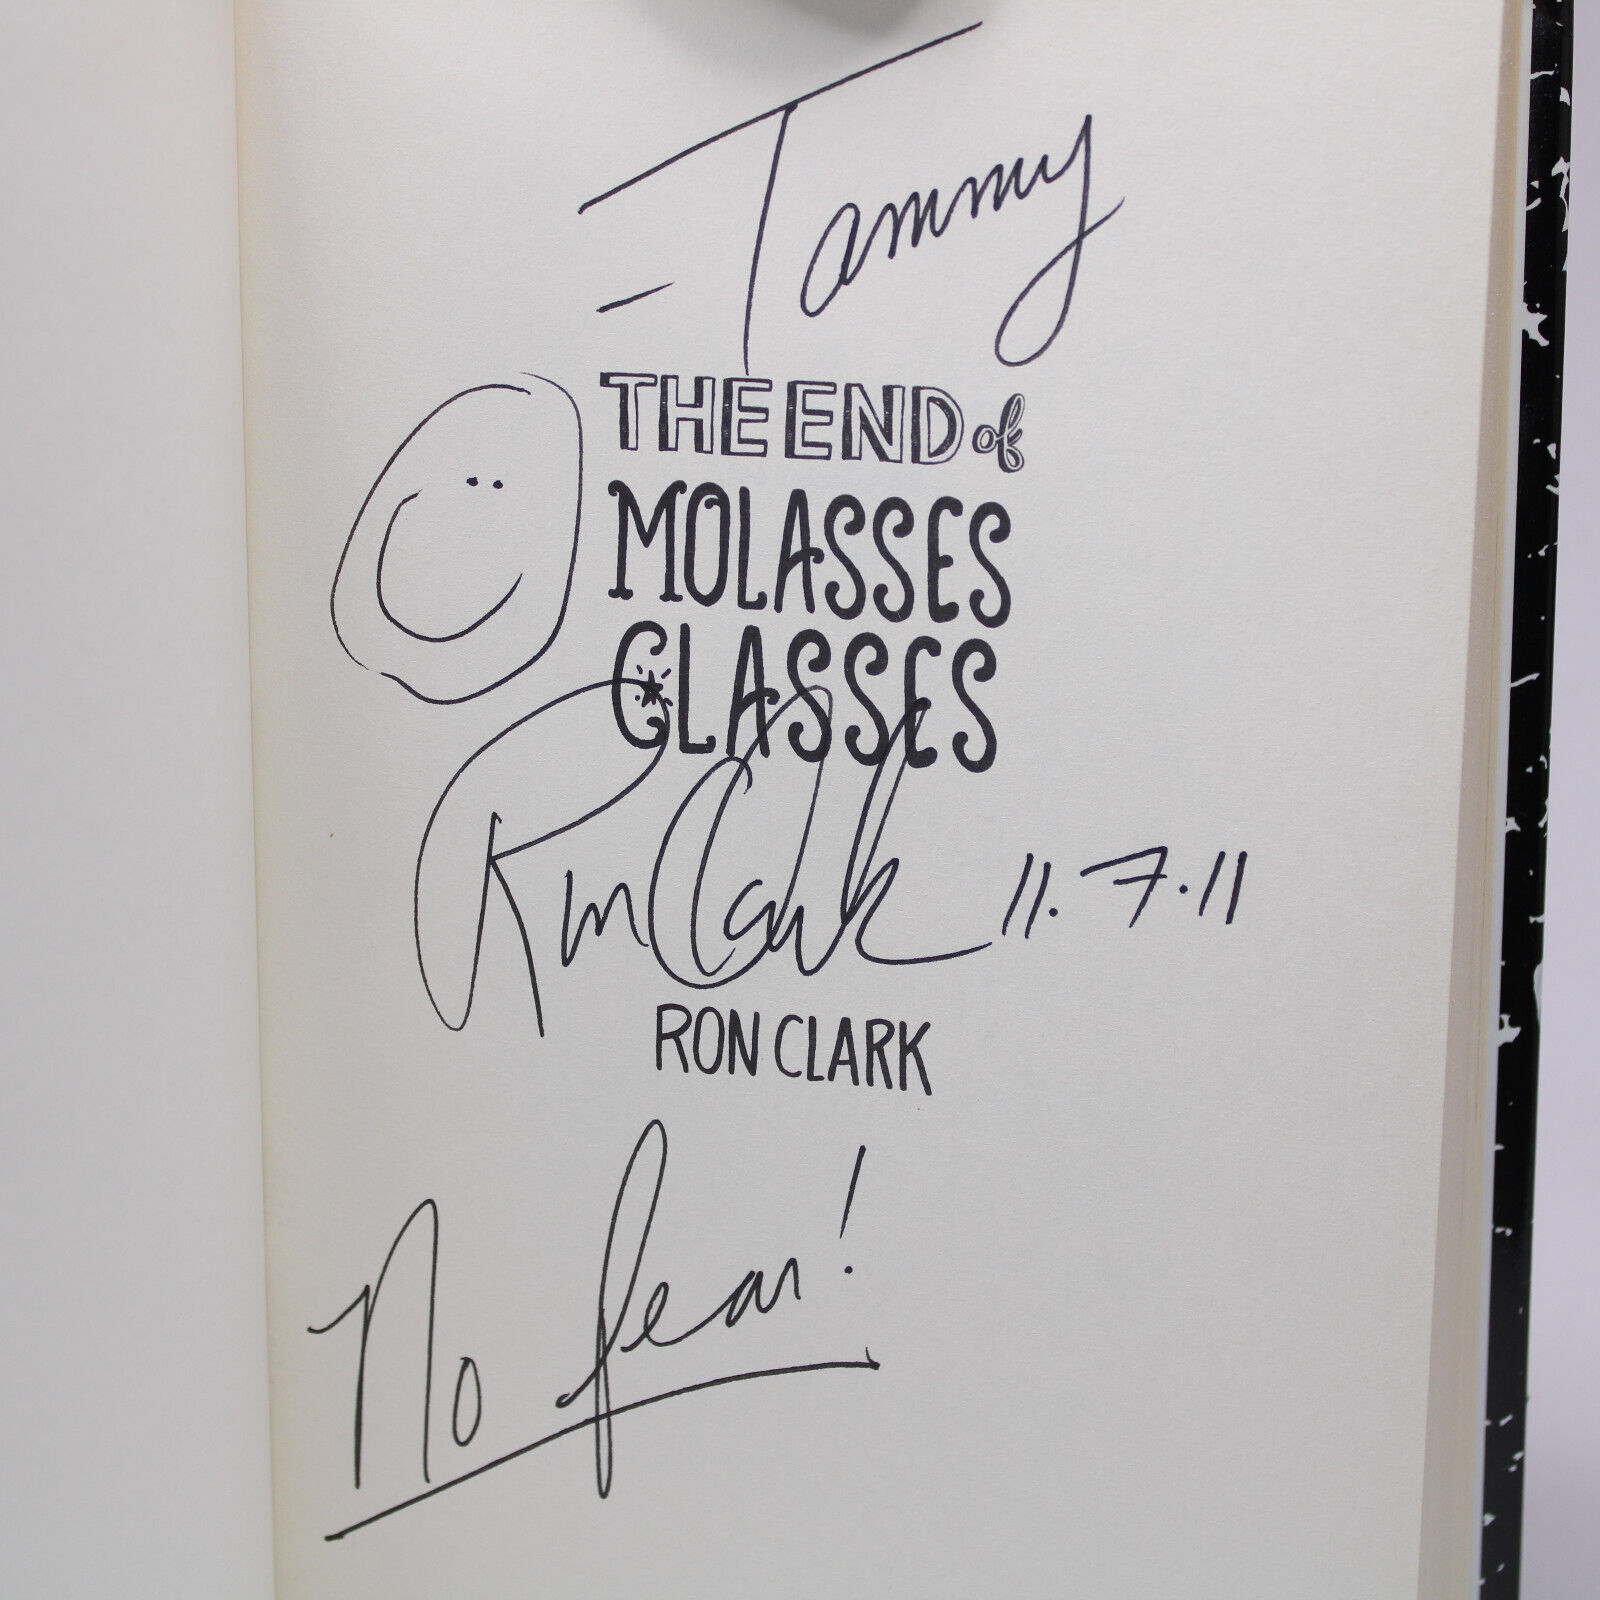 - Tammy
THE END of
MOLASSES
CLASSES
Ron Clark 11.7.11
RON CLARK
No fear!